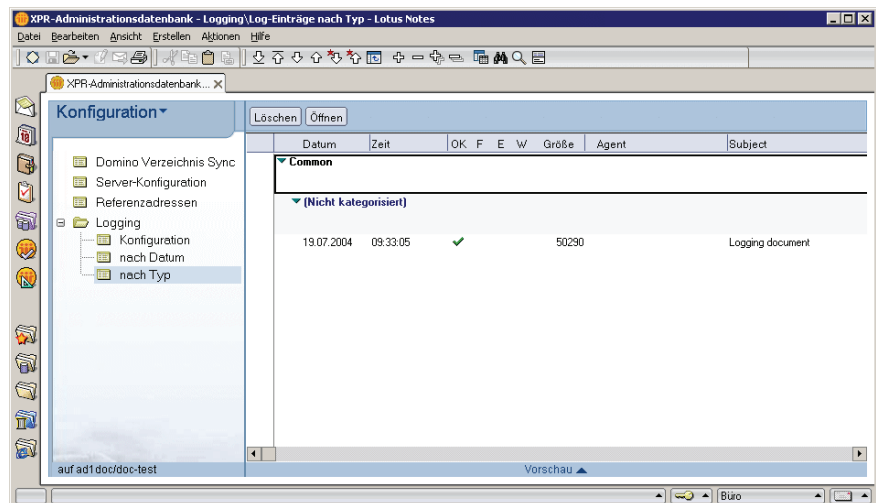 XPR-Administrationsdatenbank - Logging\Log-Einträge nach Typ - Lotus Notes
Datei Bearbeiten Ansicht Erstellen Aktionen Hilfe
XPR-Administrationsdatenbank...
Konfiguration
Löschen Öffnen
Datum Zeit OK F E W Größe Agent Subject
Common
Domino Verzeichnis Sync
Server-Konfiguration
Referenzadressen
(Nicht kategorisiert)
Logging
Konfiguration
19.07.2004 09:33:05 50290 Logging document
nach Datum
nach Typ
auf ad1doc/doc-test
Vorschau
Büro